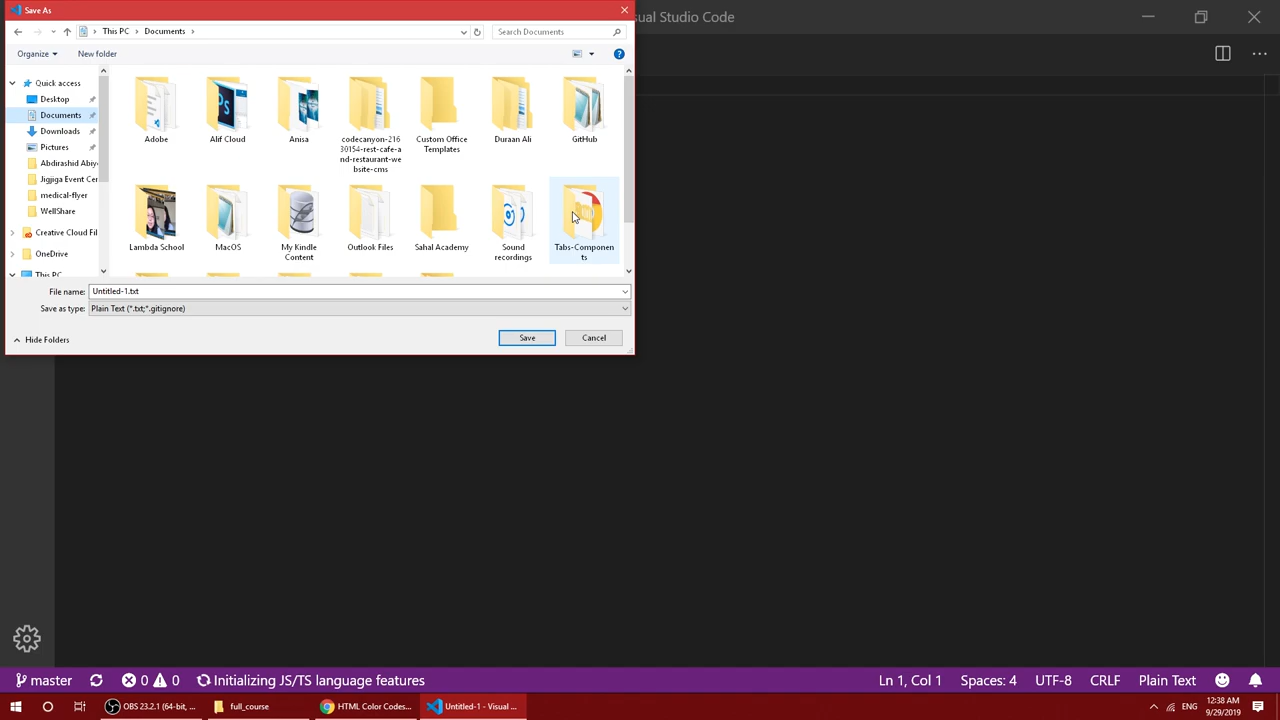 Save As
sual Studio Code
This PC > Documents >
Search Documents
Organize
New folder
Quick access
Desktop
Documents
Downloads
Pictures
Abdirashid Abiy
Jigjiga Event Cer
medical-flyer
WellShare
Creative Cloud Fil
OneDrive
This PC
Adobe
Alif Cloud
Anisa
codecanyon-216
30154-rest-cafe-a
nd-restaurant-we
bsite-cms
Custom Office
Templates
Duraan Ali
GitHub
Lambda School
MacOS
My Kindle
Content
Outlook Files
Sahal Academy
Sound
recordings
Tabs-Compone
nts
File name: Untitled-1.txt
Save as type: Plain Text (*.txt;*.gitignore)
Hide Folders
Save
Cancel
master
0
0
Initializing JS/TS language features
Ln 1, Col 1
Spaces: 4
UTF-8
CRLF
Plain Text
OBS 23.2.1 (64-bit, ...
full_course
HTML Color Codes...
Untitled-1 - Visual ...
ENG
12:38 AM
9/29/2019